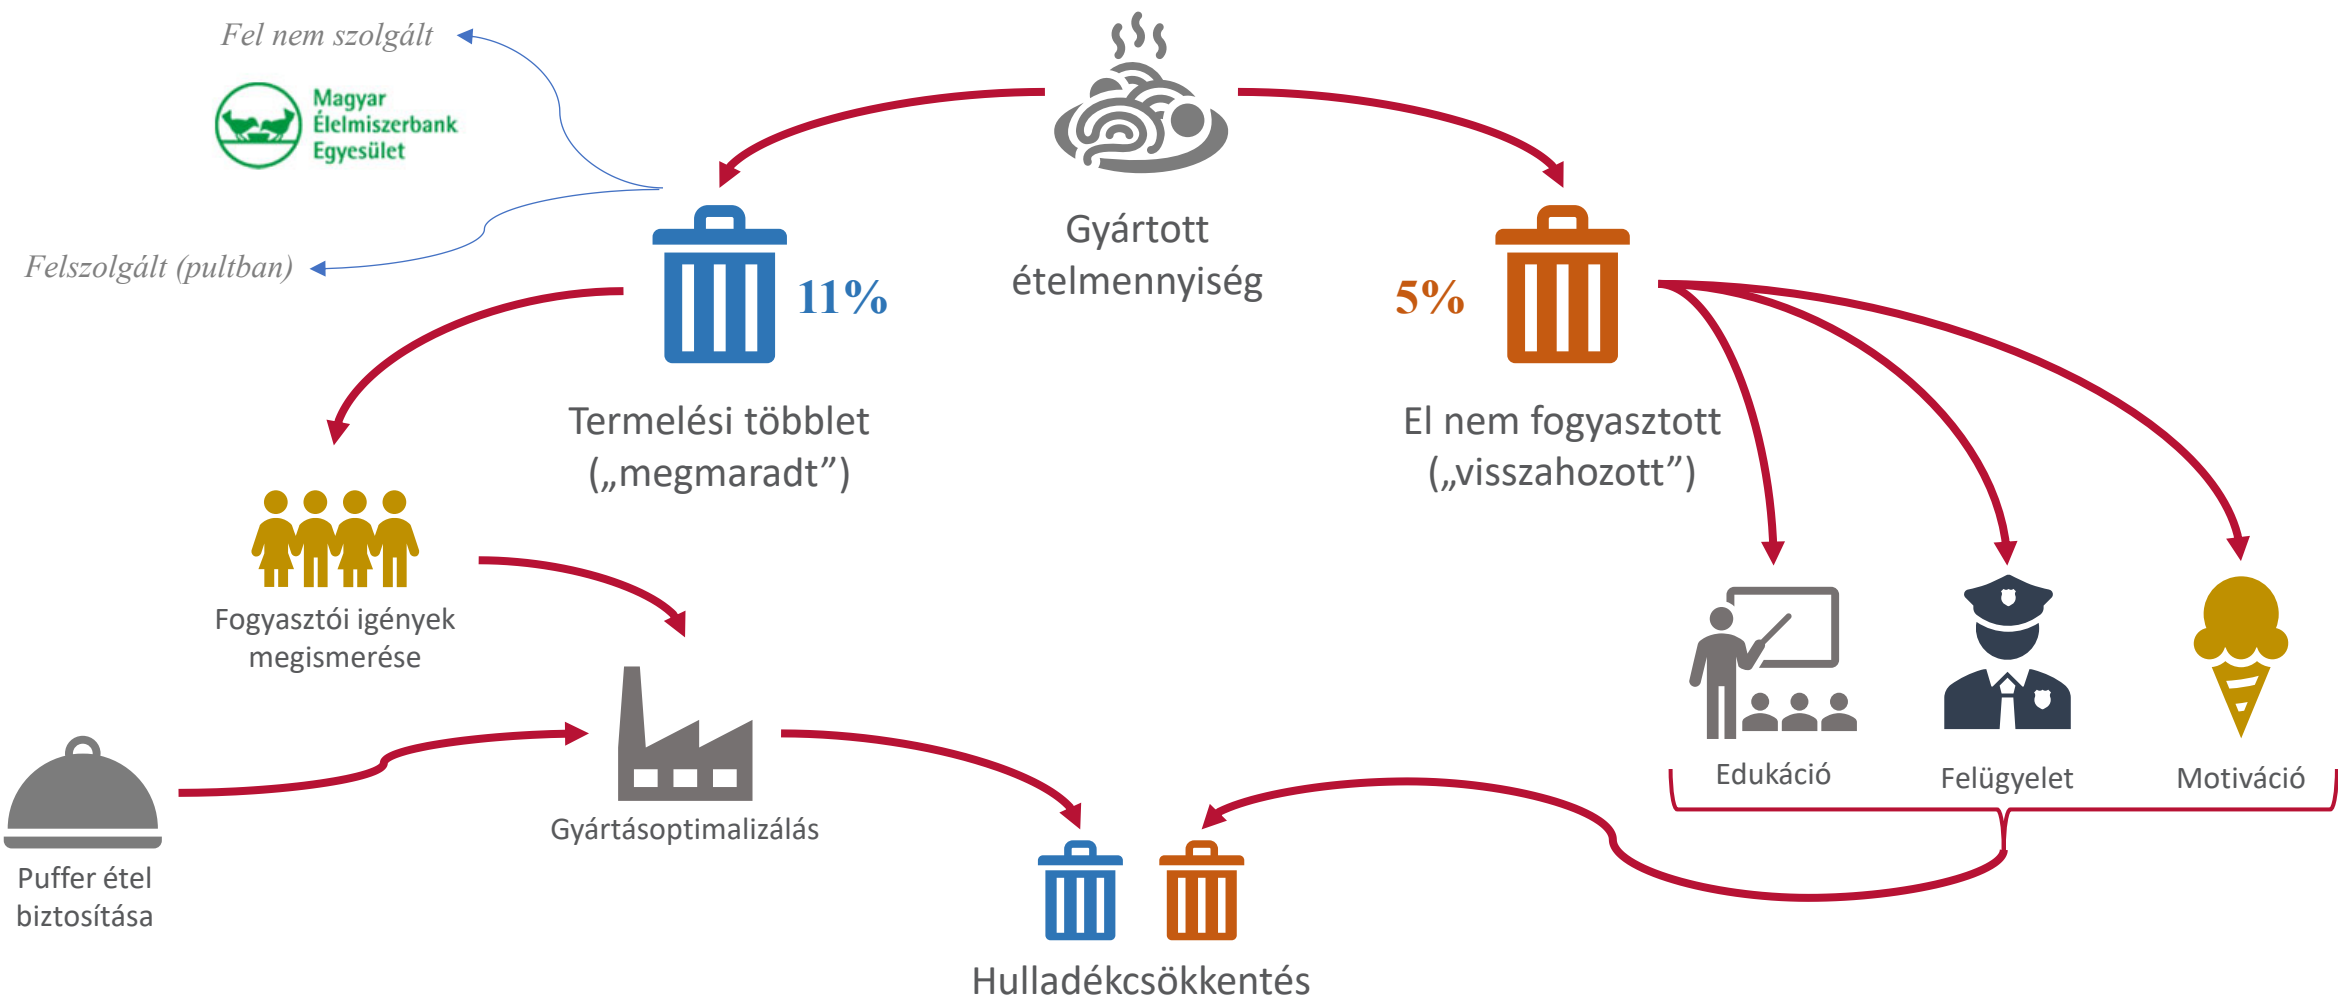 Fel nem szolgált
Magyar
Élelmiszerbank
Egyesület
Felszolgált (pultban)
Gyártott
ételmennyiség
11%
5%
Termelési többlet
(„megmaradt”)
El nem fogyasztott
(„visszahozott”)
Fogyasztói igények
megismerése
Puffer étel
biztosítása
Gyártásoptimalizálás
Edukáció
Felügyelet
Motiváció
Hulladékcsökkentés